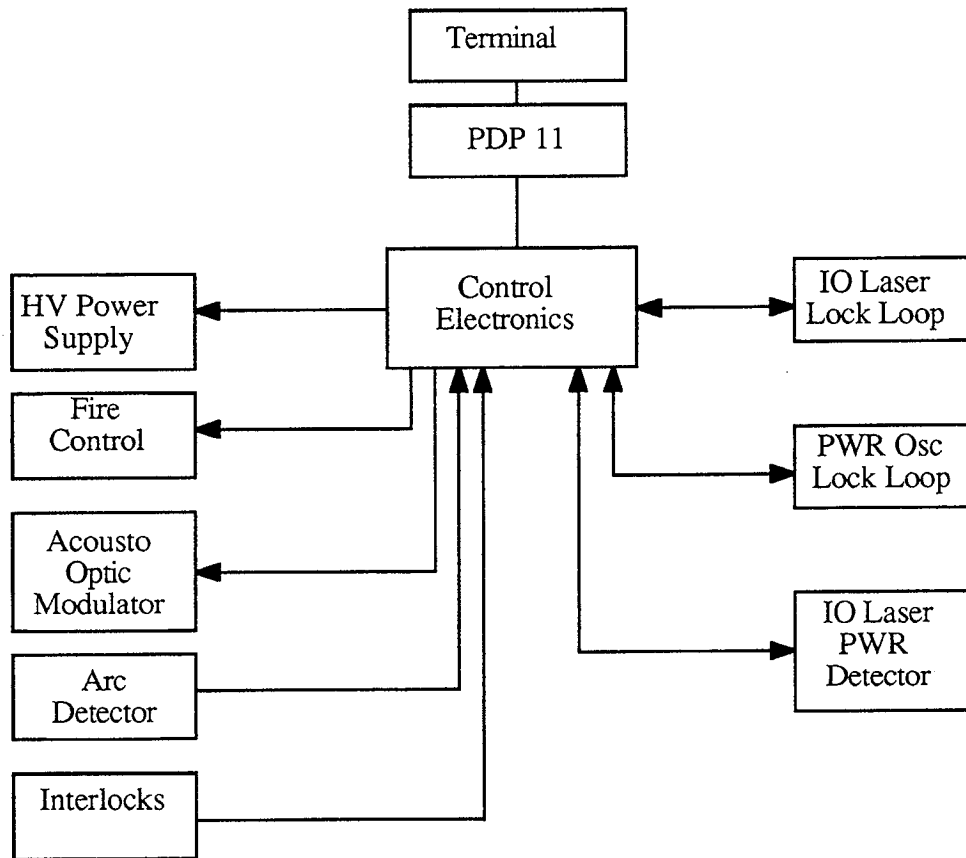 Terminal
PDP 11
Control
Electronics
HV Power
Supply
Fire
Control
Acousto
Optic
Modulator
Arc
Detector
Interlocks
IO Laser
Lock Loop
PWR Osc
Lock Loop
IO Laser
PWR
Detector